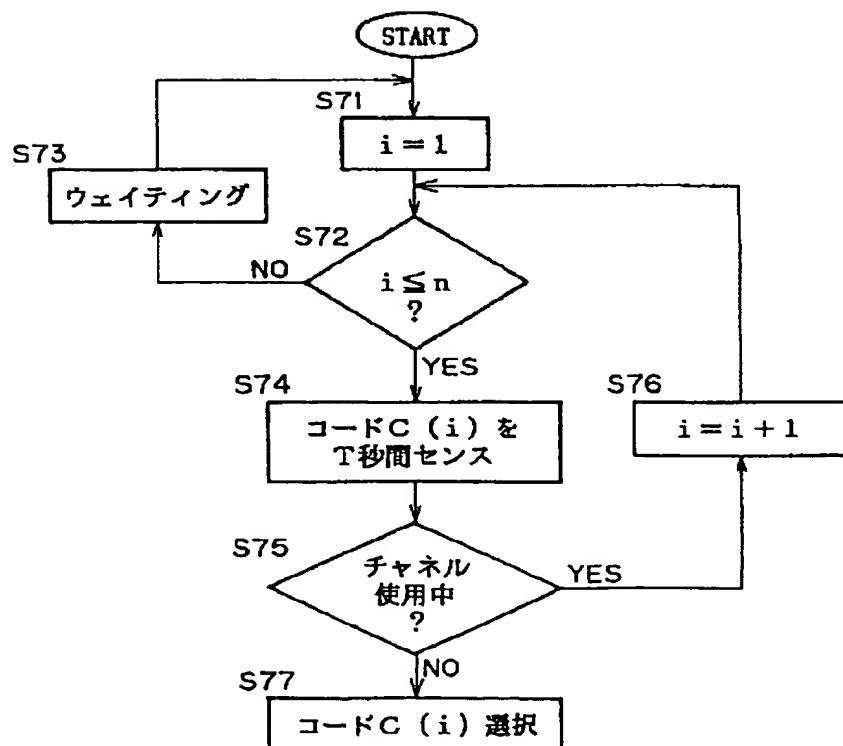 START
S71
i=1
S73
ウェイティング
S72
NO
i≦n
?
YES
S74
コードC(i)を
T秒間センス
S76
i=i+1
S75
チャネル
使用中
?
YES
NO
S77
コードC(i)選択